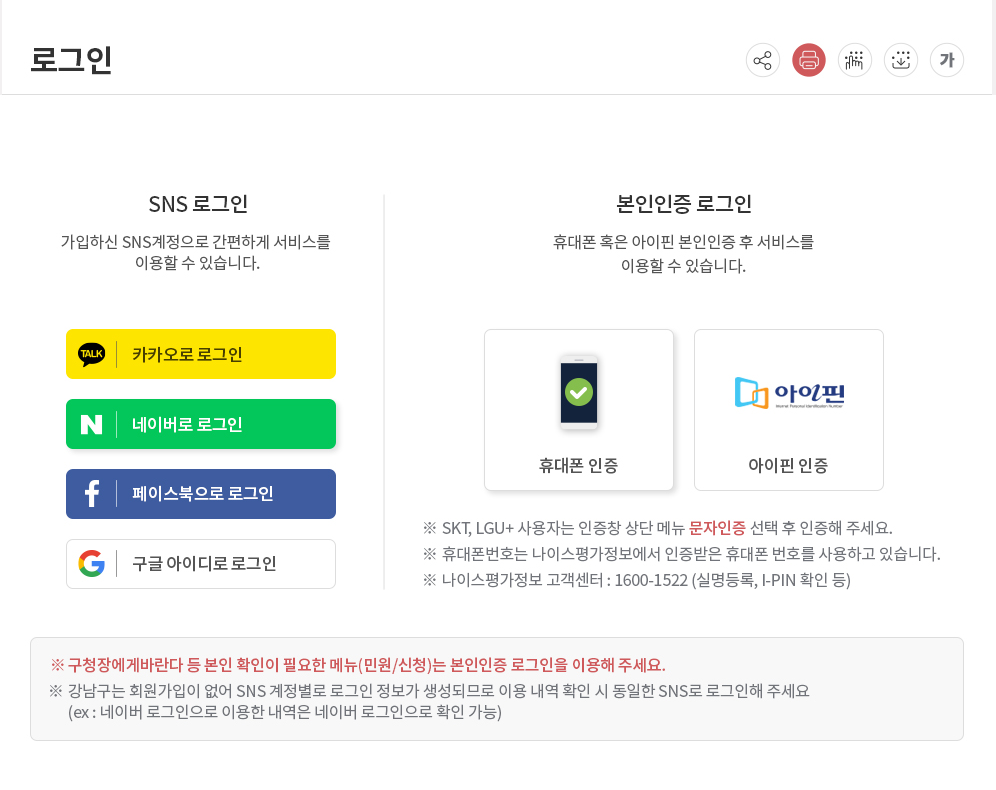 로그인
가
SNS 로그인
가입하신 SNS계정으로 간편하게 서비스를
이용할 수 있습니다.
TALK 카카오로 로그인
N 네이버로 로그인
f 페이스북으로 로그인
G 구글 아이디로 로그인
본인인증 로그인
휴대폰 혹은 아이핀 본인인증 후 서비스를
이용할 수 있습니다.
휴대폰 인증
아이핀
Internet Personal Identification Number
아이핀 인증
※ SKT, LGU+ 사용자는 인증창 상단 메뉴 문자인증 선택 후 인증해 주세요.
※ 휴대폰번호는 나이스평가정보에서 인증받은 휴대폰 번호를 사용하고 있습니다.
※ 나이스평가정보 고객센터 : 1600-1522 (실명등록, I-PIN 확인 등)
※ 구청장에게바란다 등 본인 확인이 필요한 메뉴(민원/신청)는 본인인증 로그인을 이용해 주세요.
※ 강남구는 회원가입이 없어 SNS 계정별로 로그인 정보가 생성되므로 이용 내역 확인 시 동일한 SNS로 로그인해 주세요
(ex : 네이버 로그인으로 이용한 내역은 네이버 로그인으로 확인 가능)